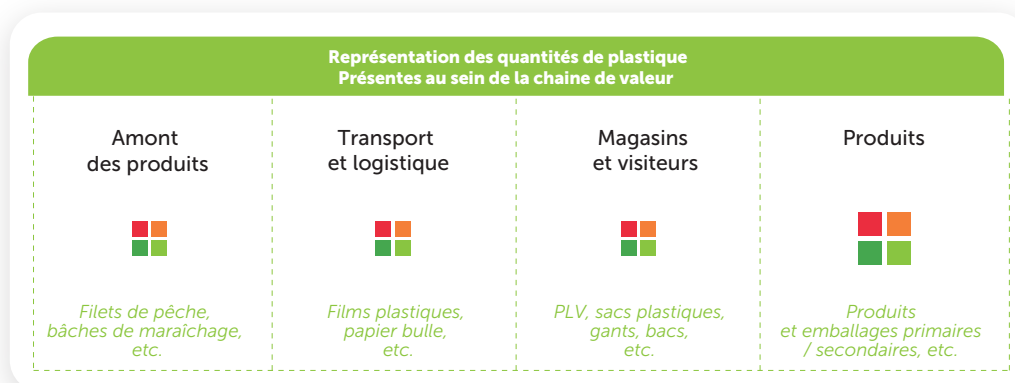 Représentation des quantités de plastique
Présentes au sein de la chaine de valeur
Amont
des produits
Filets de pêche,
bâches de maraîchage,
etc.
Transport
et logistique
Films plastiques,
papier bulle,
etc.
Magasins
et visiteurs
PLV, sacs plastiques,
gants, bacs,
etc.
Produits
Produits
et emballages primaires
/ secondaires, etc.